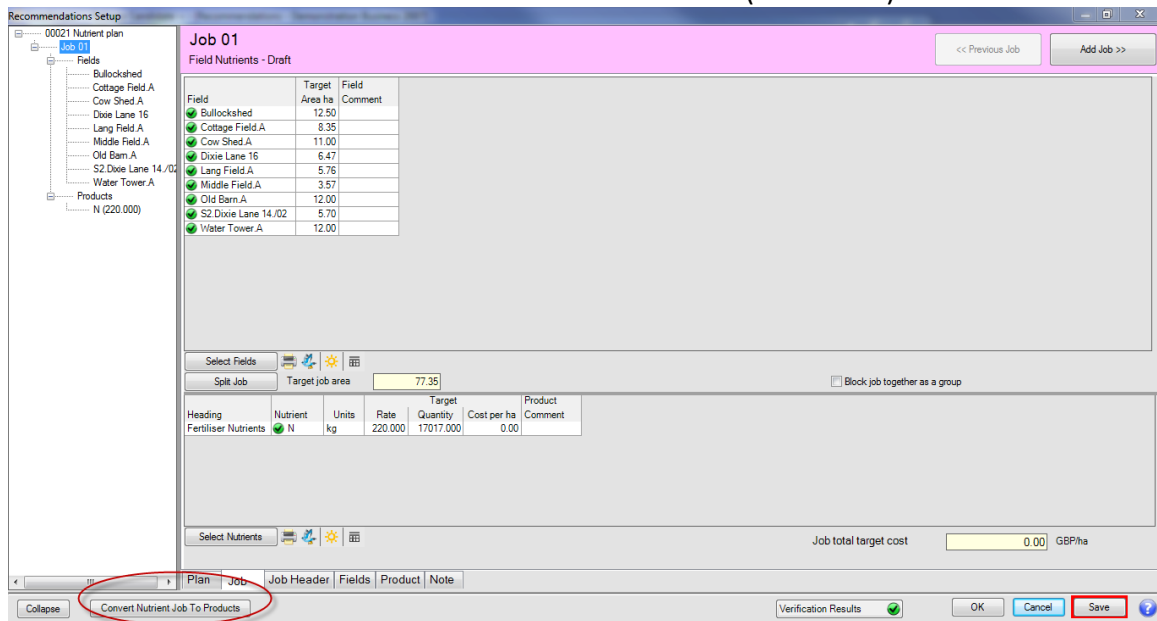 Recommendations Setup
00021 Nutrient plan
Job 01
Fields
Bullockshed
Cottage Field.A
Cow Shed.A
Dixie Lane 16
Lang Field.A
Middle Field.A
Old Barn.A
S2.Dixie Lane 14./02
Water Tower.A
Products
N (220.000)
Job 01
Field Nutrients - Draft
<< Previous Job
Add Job >>
Target Field
Field Area ha Comment
Bullockshed 12.50
Cottage Field.A 8.35
Cow Shed.A 11.00
Dixie Lane 16 6.47
Lang Field.A 5.76
Middle Field.A 3.57
Old Barn.A 12.00
S2.Dixie Lane 14./02 5.70
Water Tower.A 12.00
Select Fields
Split Job Target job area 77.35 Block job together as a group
Target Product
Heading Nutrient Units Rate Quantity Cost per ha Comment
Fertiliser Nutrients N kg 220.000 17017.000 0.00
Select Nutrients
Job total target cost 0.00 GBP/ha
Plan Job Job Header Fields Product Note
Collapse Convert Nutrient Job To Products Verification Results OK Cancel Save